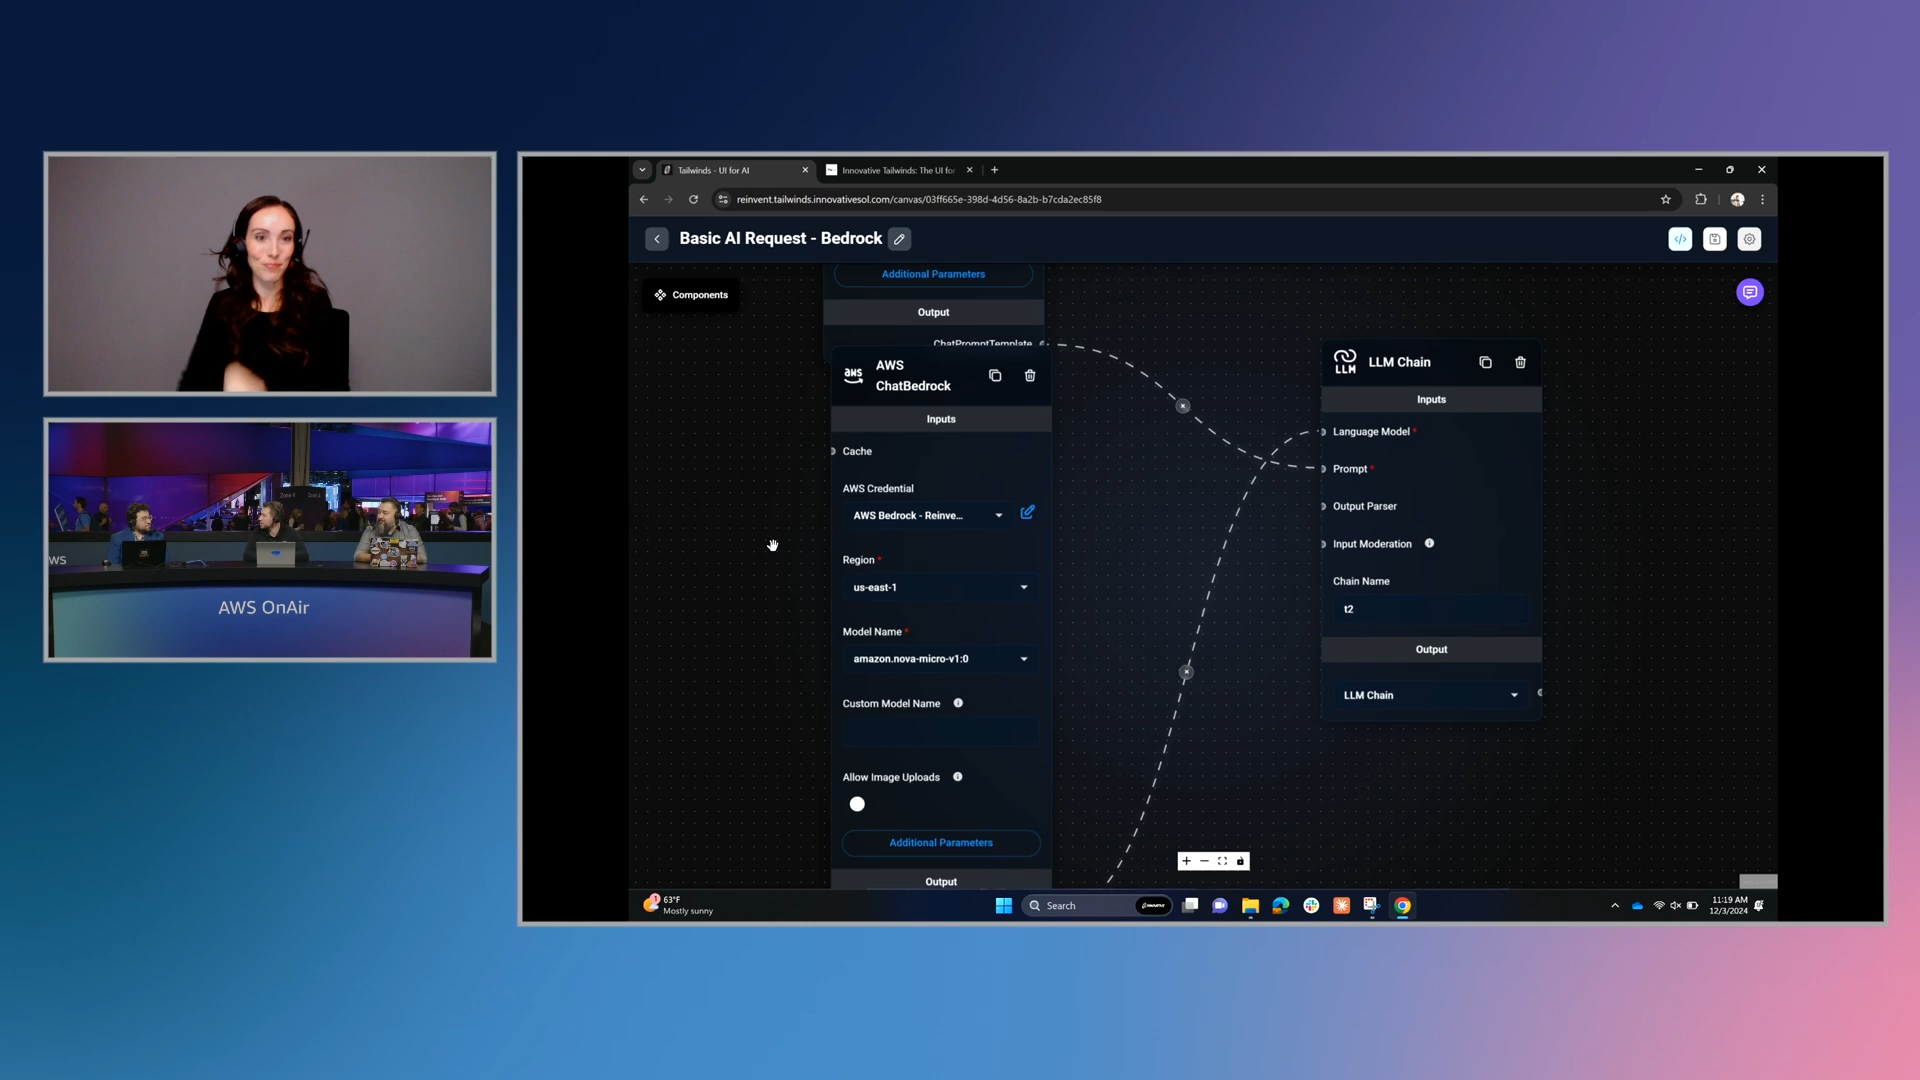 Tailwinds - UI for AI
Innovative Tailwinds: The UI for
reinvent.tailwinds.innovativesol.com/canvas/03ff665e-398d-4d56-8a2b-b7cda2ec85f8
Basic AI Request - Bedrock
Components
Additional Parameters
Output
ChatPromptTemplate
aws
AWS
ChatBedrock
Inputs
Cache
AWS Credential
AWS Bedrock - Reinve...
Region *
us-east-1
Model Name *
amazon.nova-micro-v1:0
Custom Model Name
Allow Image Uploads
Additional Parameters
Output
LLM
LLM Chain
Inputs
Language Model *
Prompt *
Output Parser
Input Moderation
Chain Name
t2
Output
LLM Chain
WS
AWS OnAir
1
63°F
Mostly sunny
Search
11:19 AM
12/3/2024